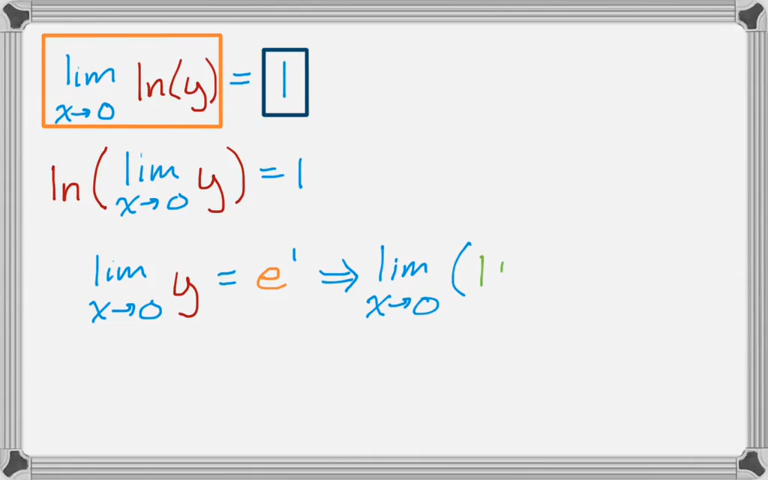 lim x→0 ln(y) = 1
ln(lim x→0 y) = 1
lim x→0 y = e¹ ⇒ lim x→0 (1